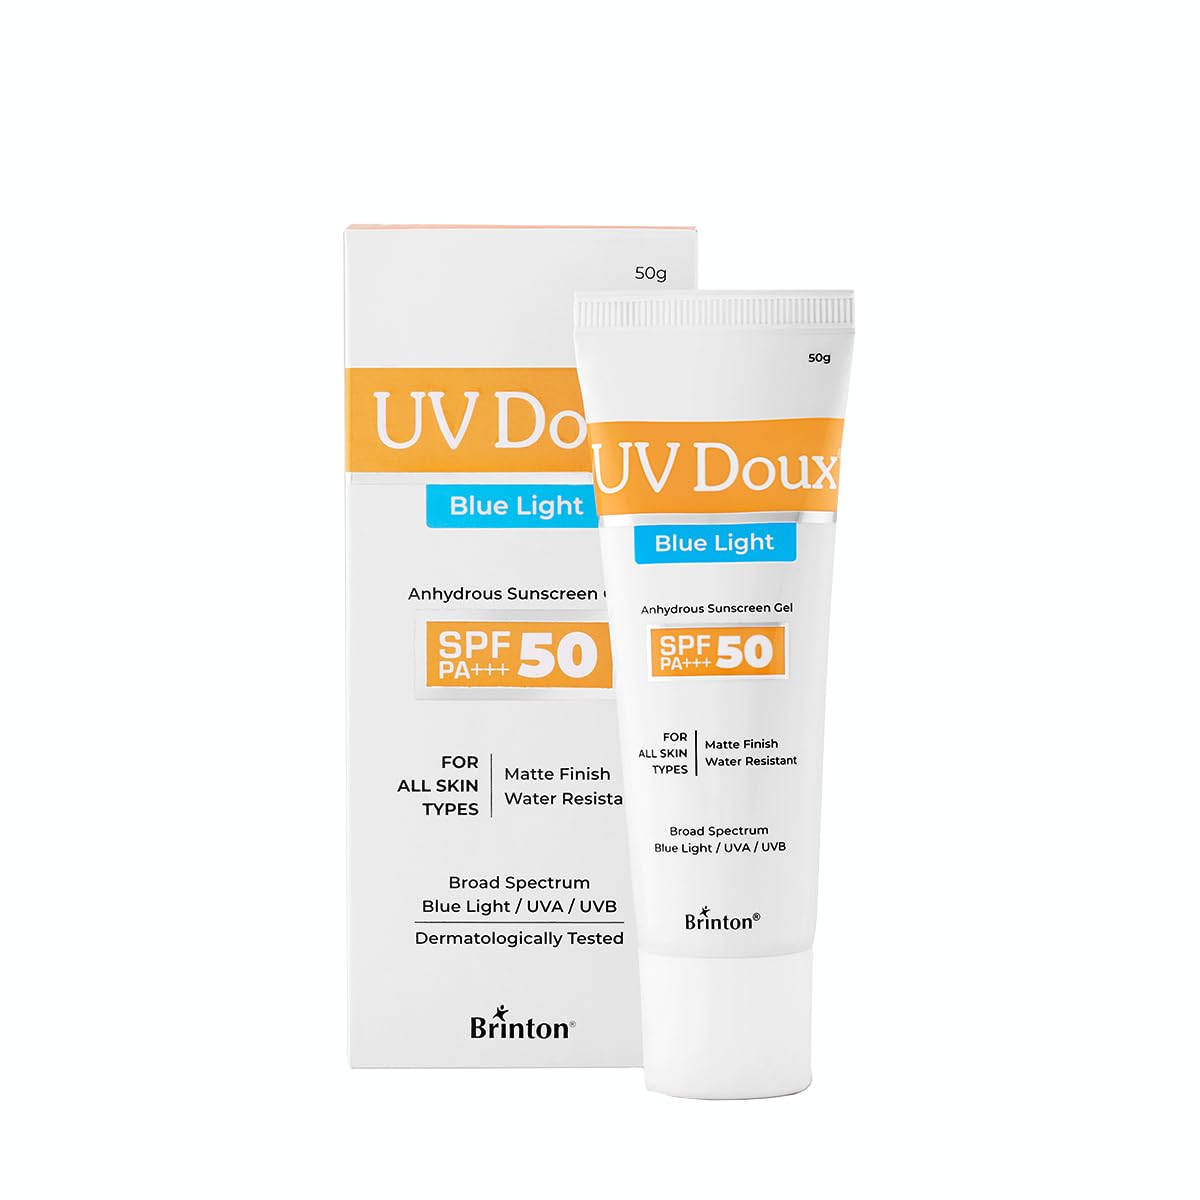 50g
UV Do
Blue Light
Anhydrous Sunscreen
SPF 50
PA+++
FOR
ALL SKIN
TYPES
Matte Finish
Water Resista
Broad Spectrum
Blue Light / UVA / UVB
Dermatologically Tested
Brinton®
50g
UV Doux®
Blue Light
Anhydrous Sunscreen Gel
SPF 50
PA+++
FOR
ALL SKIN
TYPES
Matte Finish
Water Resistant
Broad Spectrum
Blue Light / UVA / UVB
Brinton®